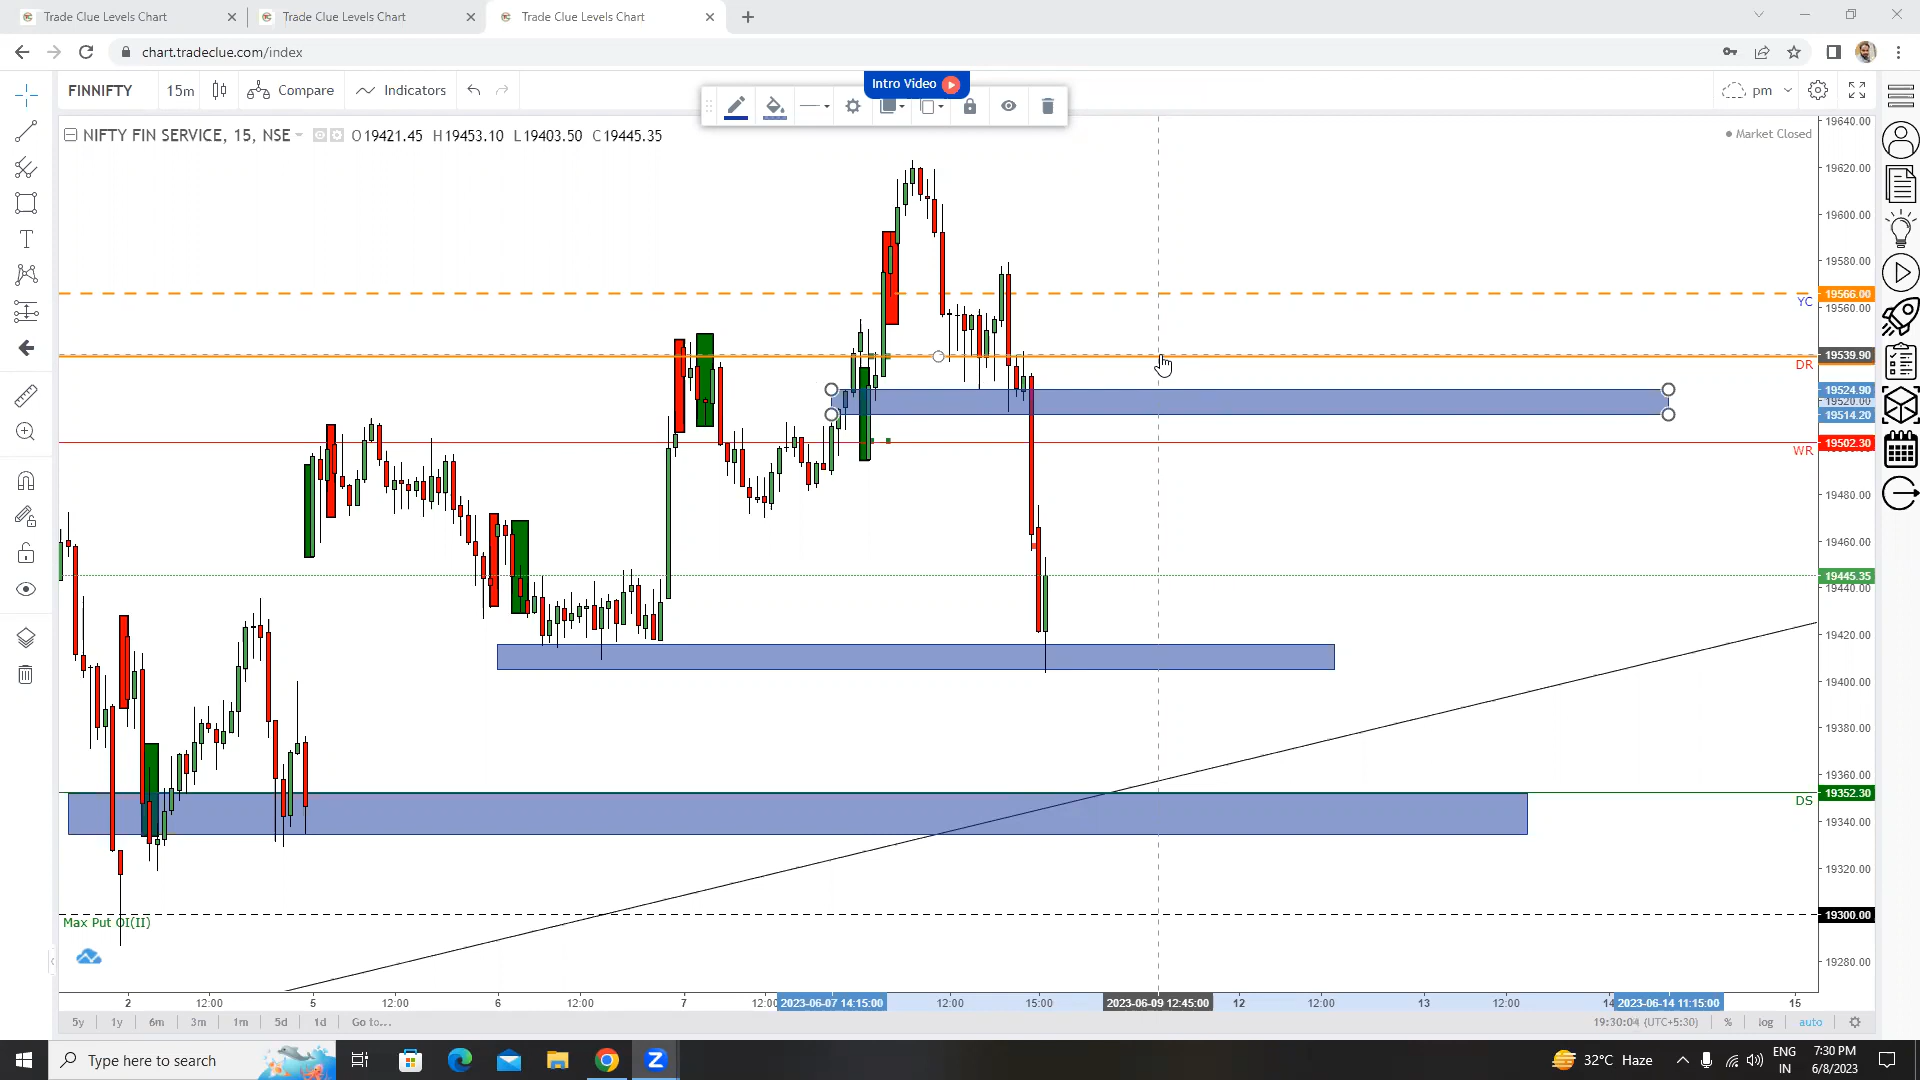 Trade Clue Levels Chart
Trade Clue Levels Chart
Trade Clue Levels Chart
chart.tradeclue.com/index
FINNIFTY 15m Compare Indicators
Intro Video
pm
NIFTY FIN SERVICE, 15, NSE O19421.45 H19453.10 L19403.50 C19445.35
Market Closed
19640.00
19620.00
19600.00
19580.00
19566.00
YC
19560.00
19539.90
DR
19524.90
19520.00
19514.20
19502.30
WR
19480.00
19460.00
19445.35
19440.00
19420.00
19400.00
19380.00
19360.00
19352.30
DS
19340.00
19320.00
19300.00
Max Put OI(II)
19280.00
2 12:00 5 12:00 6 12:00 7 12:00 2023-06-07 14:15:00 12:00 15:00 2023-06-09 12:45:00 12 12:00 13 12:00 14 2023-06-14 11:15:00 15
5y 1y 6m 3m 1m 5d 1d Go to...
19:30:04 (UTC+5:30) % log auto
Type here to search
32°C Haze
ENG
IN
7:30 PM
6/8/2023